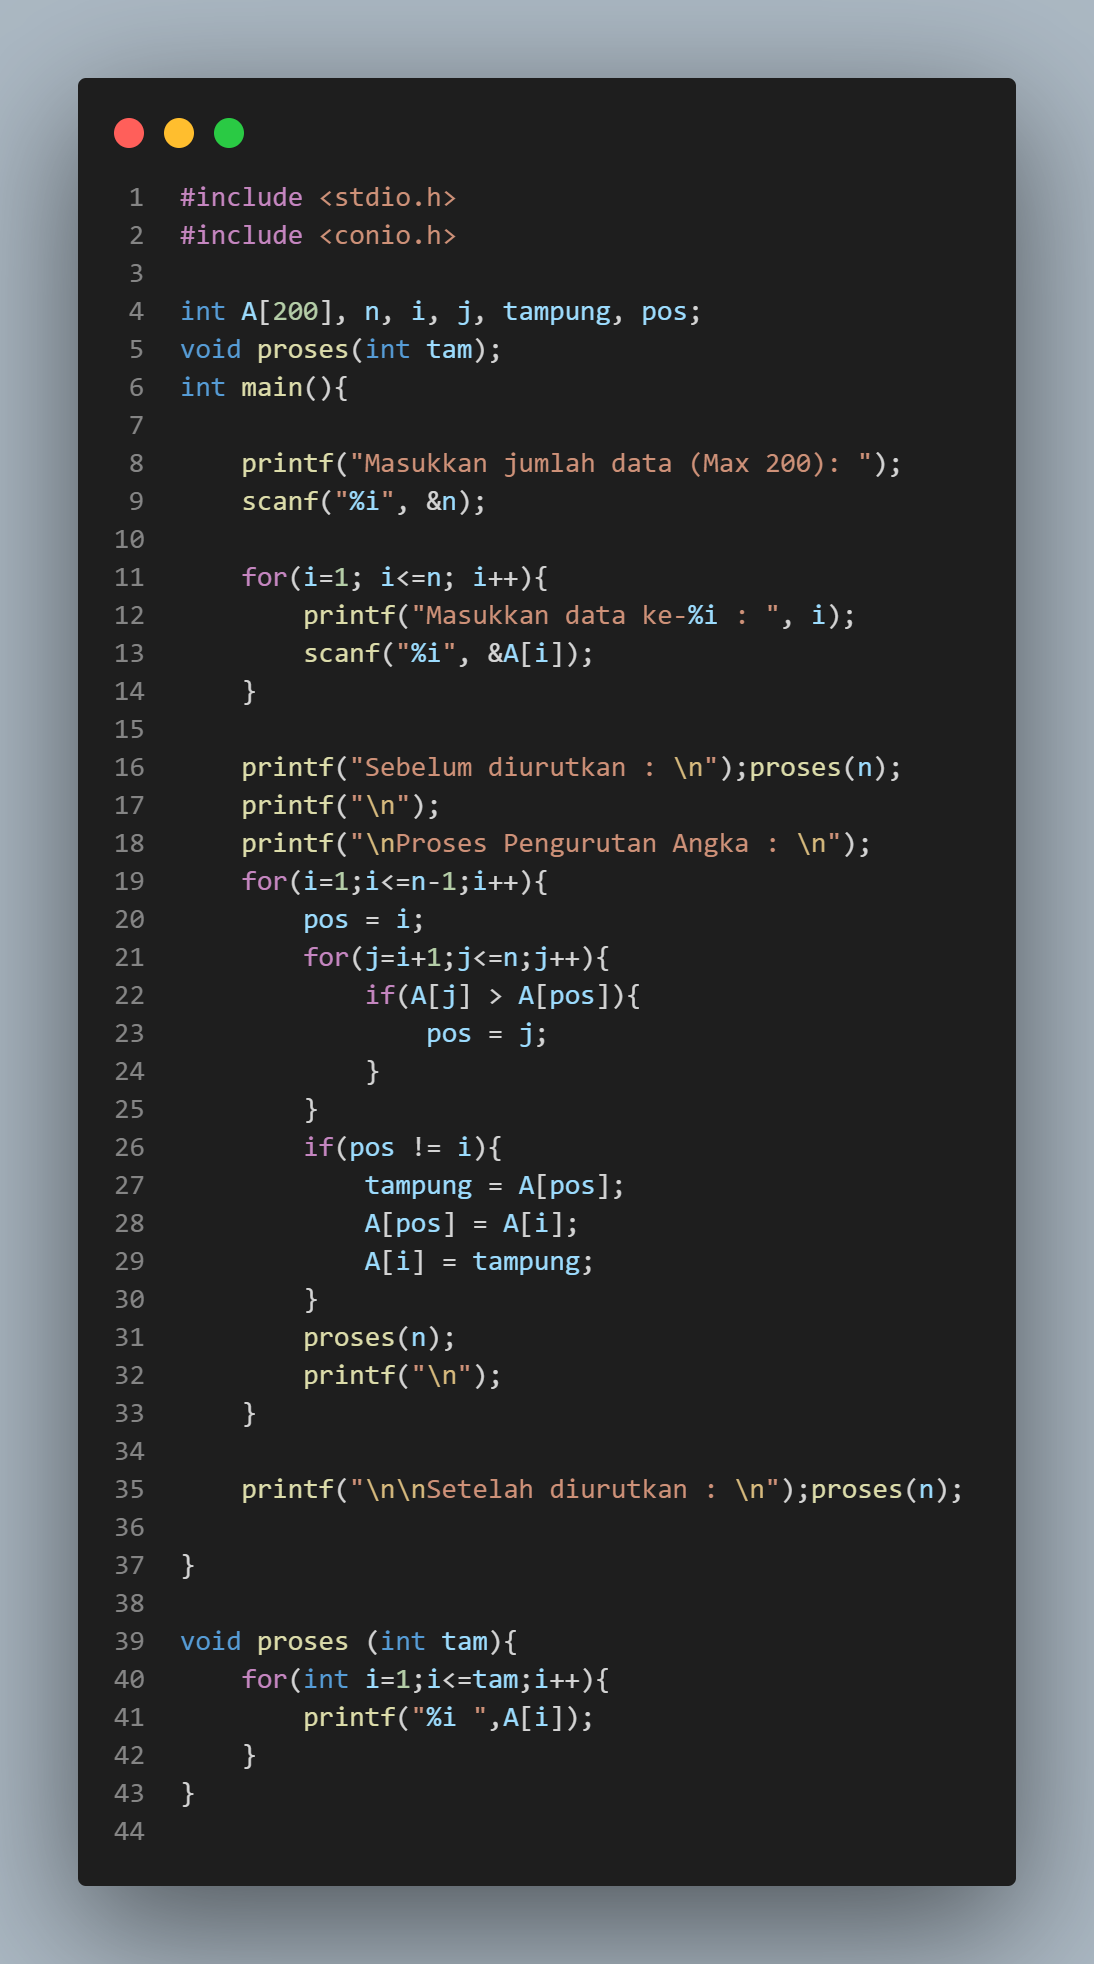 1 #include <stdio.h>
2 #include <conio.h>
3
4 int A[200], n, i, j, tampung, pos;
5 void proses(int tam);
6 int main(){
7
8     printf("Masukkan jumlah data (Max 200): ");
9     scanf("%i", &n);
10
11     for(i=1; i<=n; i++){
12         printf("Masukkan data ke-%i : ", i);
13         scanf("%i", &A[i]);
14     }
15
16     printf("Sebelum diurutkan : \n");proses(n);
17     printf("\n");
18     printf("\nProses Pengurutan Angka : \n");
19     for(i=1;i<=n-1;i++){
20         pos = i;
21         for(j=i+1;j<=n;j++){
22             if(A[j] > A[pos]){
23                 pos = j;
24             }
25         }
26         if(pos != i){
27             tampung = A[pos];
28             A[pos] = A[i];
29             A[i] = tampung;
30         }
31         proses(n);
32         printf("\n");
33     }
34
35     printf("\n\nSetelah diurutkan : \n");proses(n);
36
37 }
38
39 void proses (int tam){
40     for(int i=1;i<=tam;i++){
41         printf("%i ",A[i]);
42     }
43 }
44